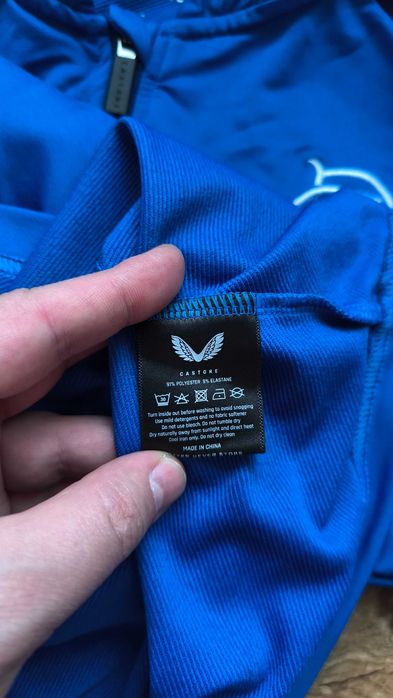 CASTORE
CASTORE
91% POLYESTER 9% ELASTANE
30
Turn inside out before washing to avoid snagging
Use mild detergents and no fabric softener
Do not use bleach. Do not tumble dry
Dry naturally away from sunlight and direct heat
Cool iron only. Do not dry clean
MADE IN CHINA